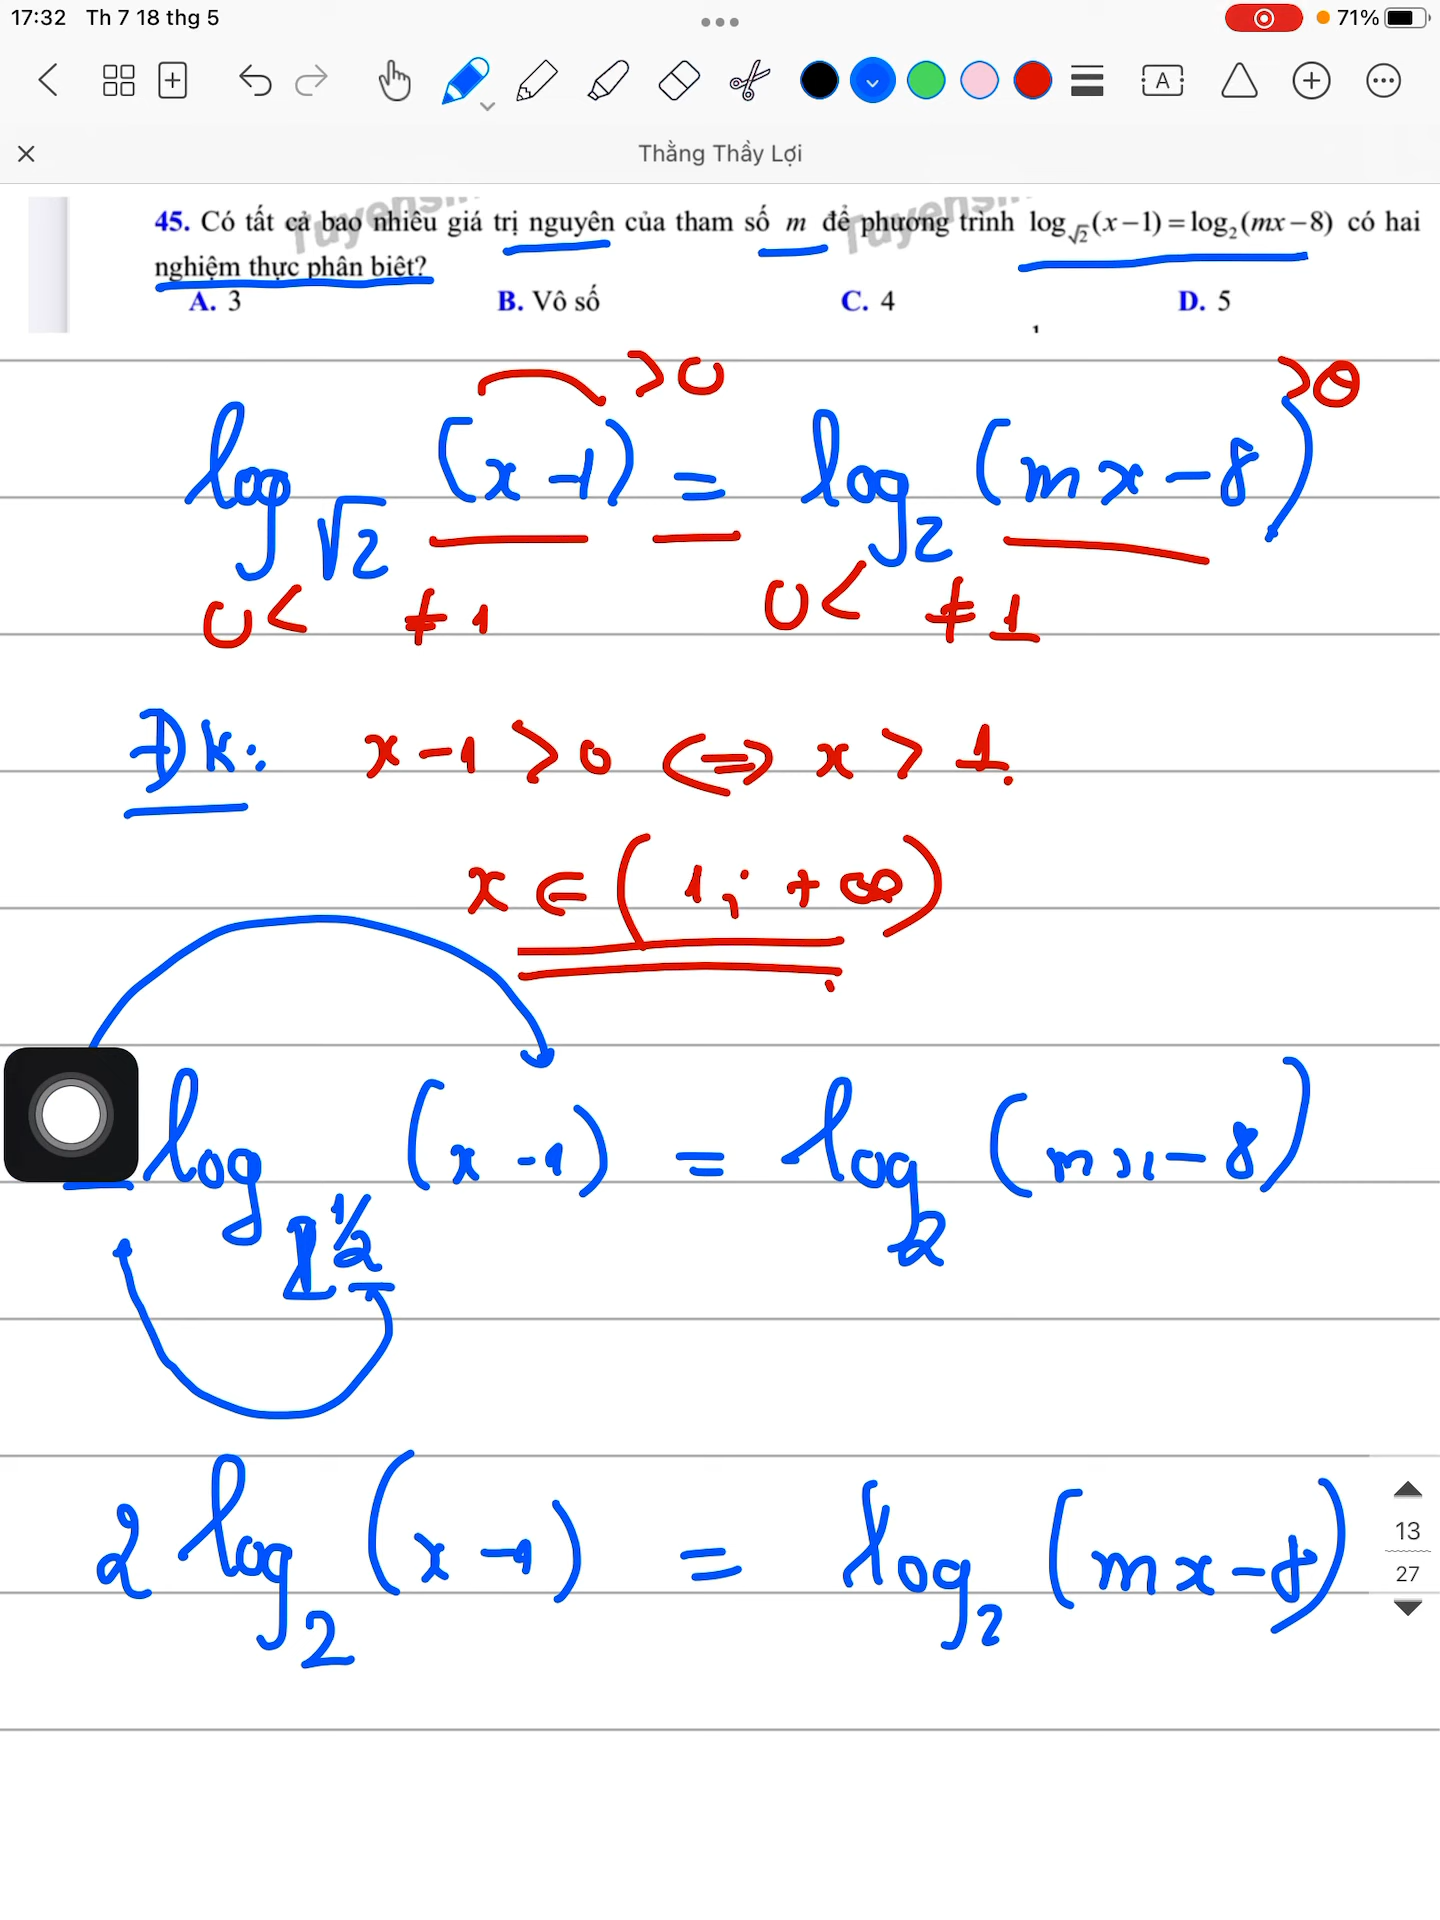 17:32 Th 7 18 thg 5 71%
A
Thằng Thầy Lợi
45. Có tất cả bao nhiêu giá trị nguyên của tham số m để phương trình log_√2 (x−1) = log_2 (mx−8) có hai
nghiệm thực phân biệt?
A. 3 B. Vô số C. 4 D. 5
>0 >0
log_√2 (x-1) = log_2 (mx-8)
0< ≠1 0< ≠1
ĐK: x-1 > 0 <=> x > 1.
x ∈ (1; +∞)
log_2^1/2 (x-1) = log_2 (mx-8)
2 log_2 (x-1) = log_2 (mx-8)
13
27